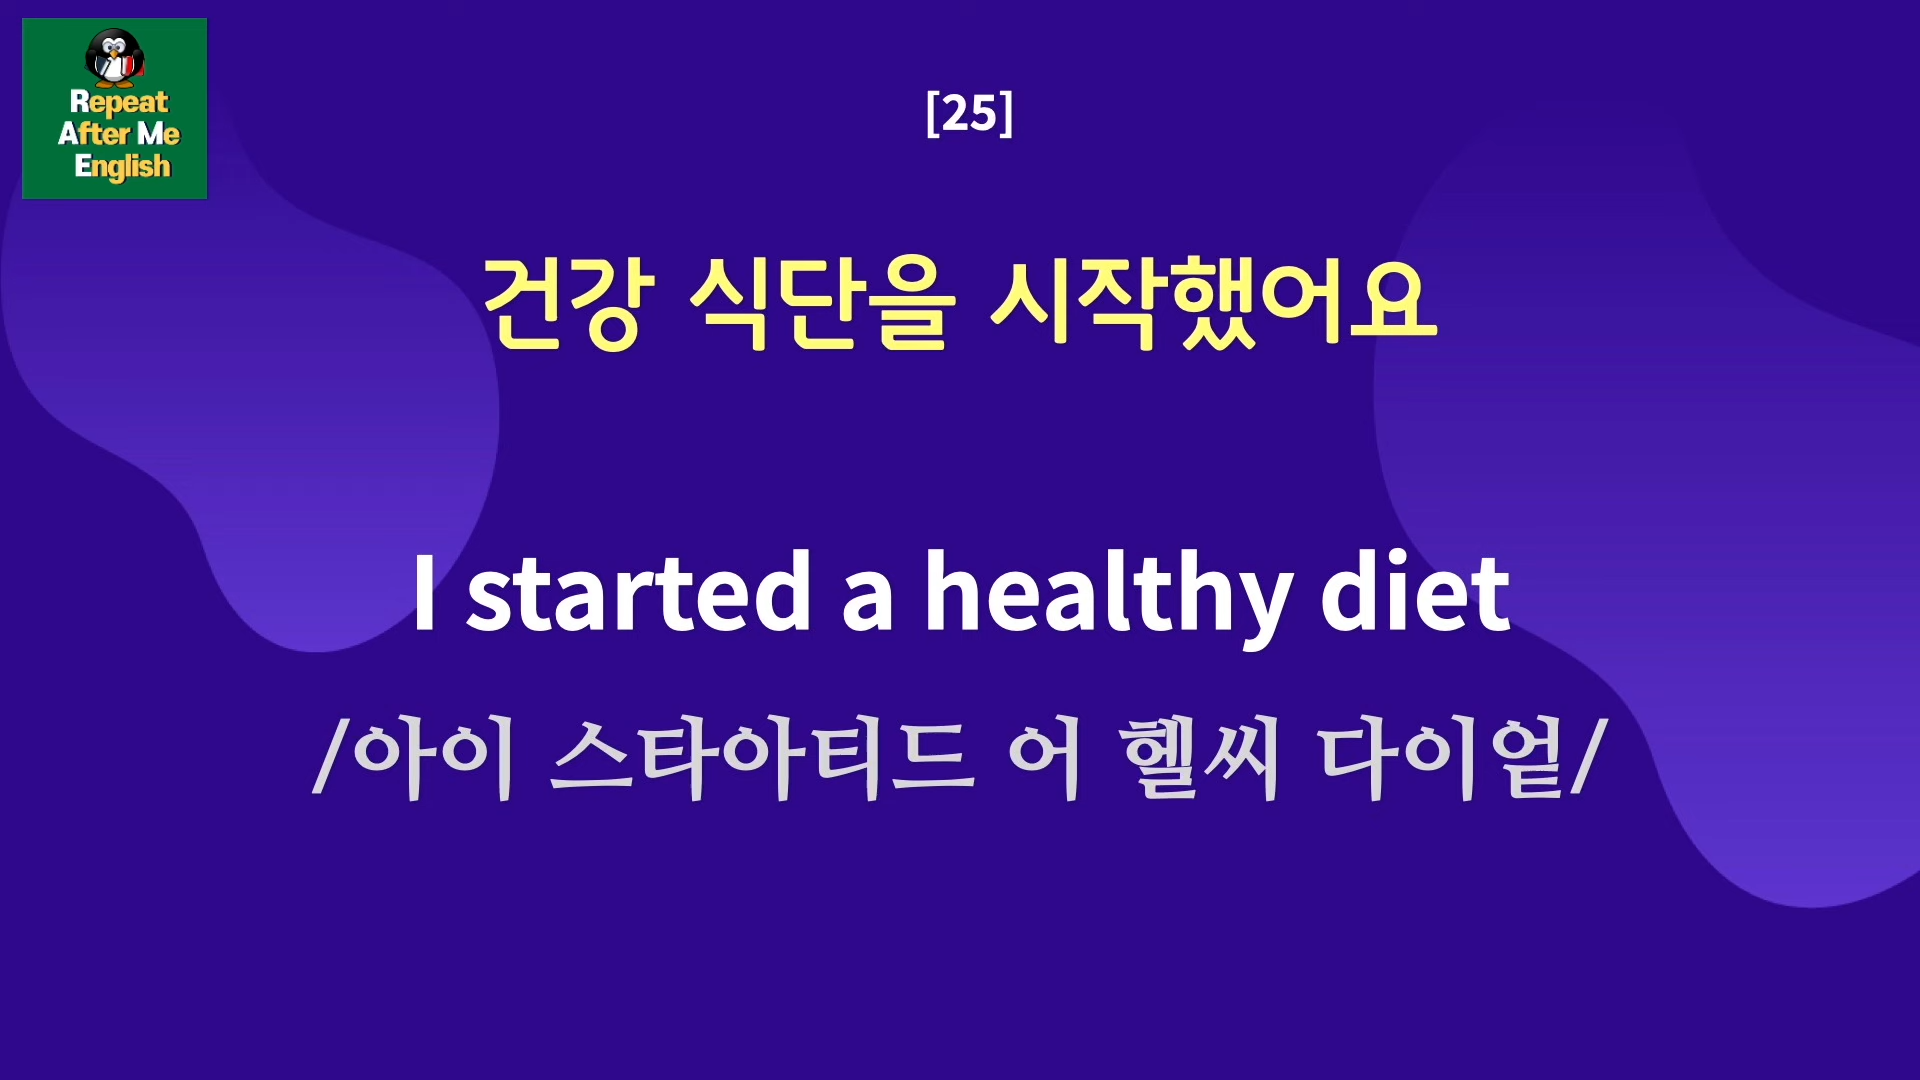 Repeat
After Me
English
[25]
건강 식단을 시작했어요
I started a healthy diet
/아이 스타아티드 어 헬씨 다이얻/